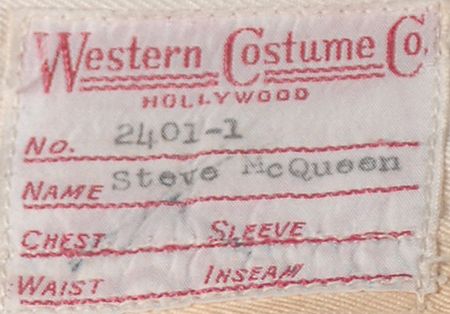 Western Costume Co.
HOLLYWOOD
No. 2401-1
NAME Steve McQueen
CHEST SLEEVE
WAIST INSEAM